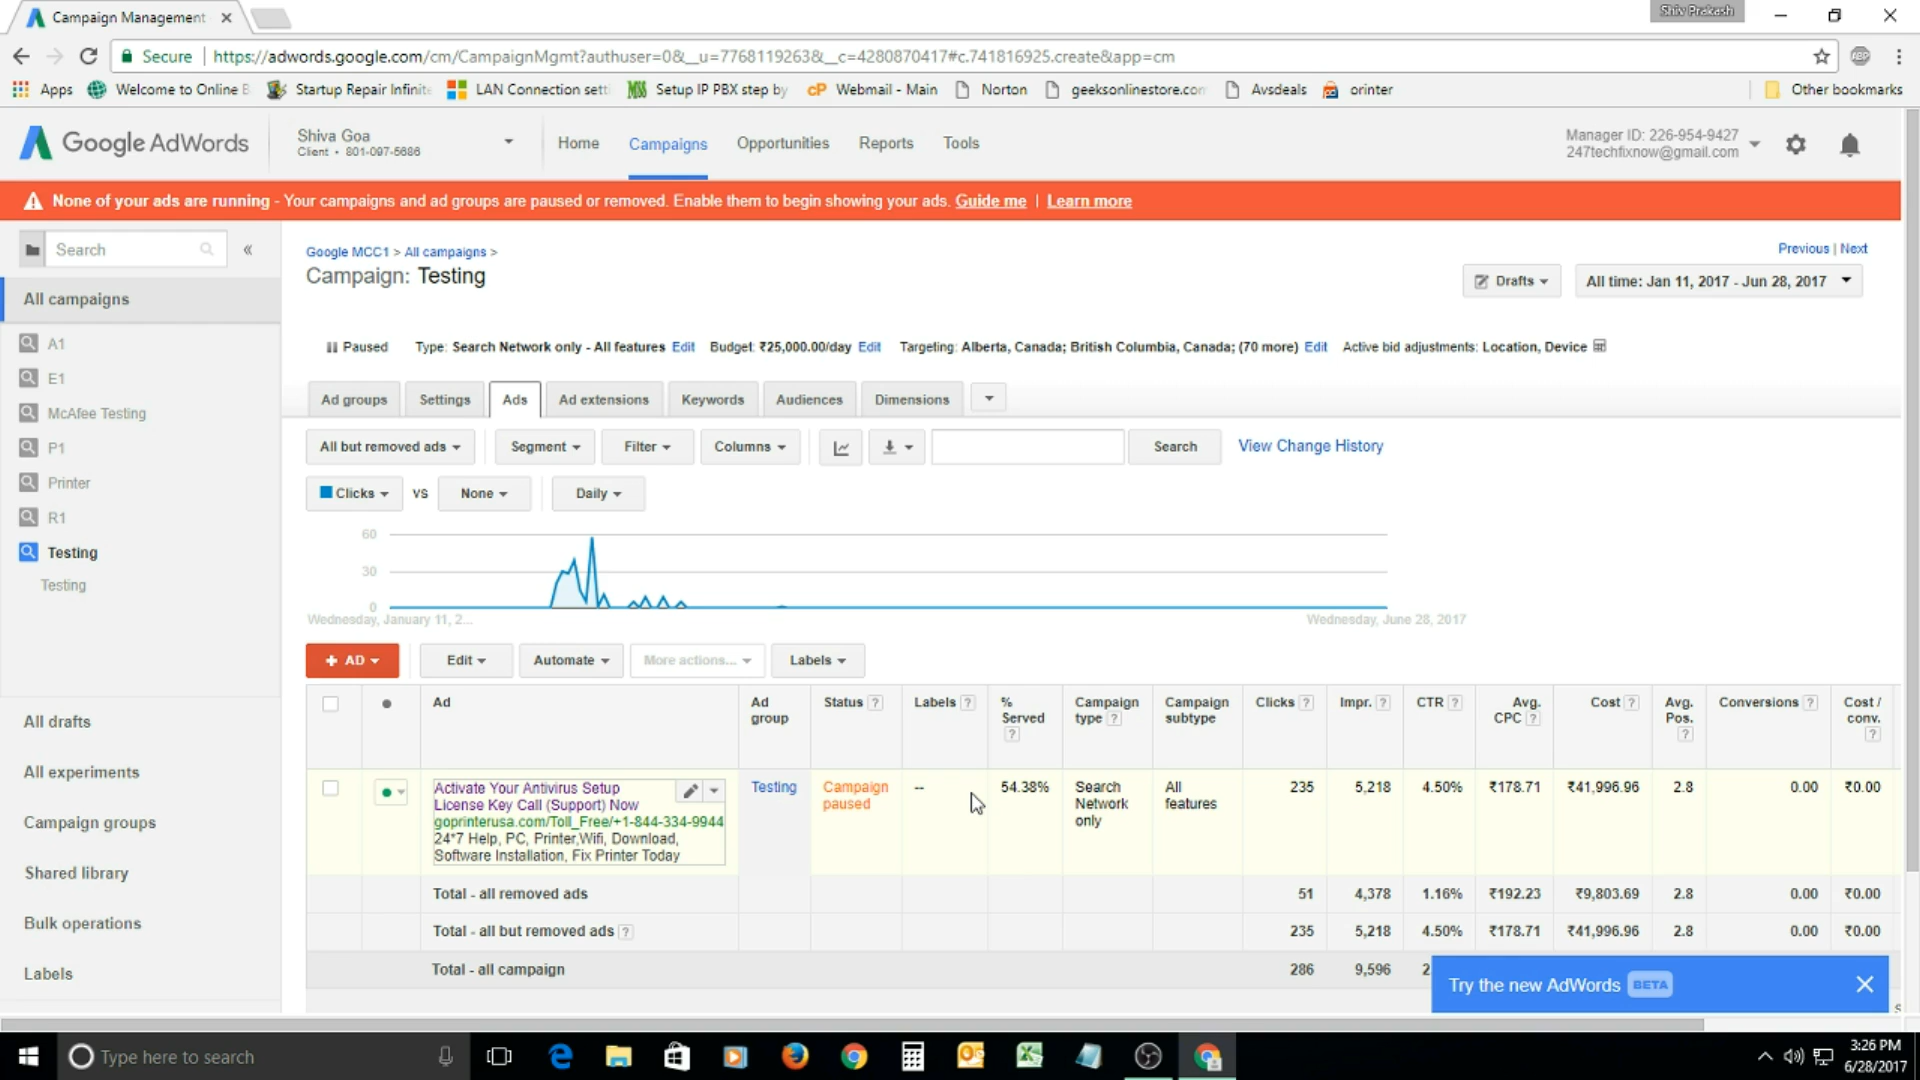 Campaign Management
Shiv Prakash
Secure
https://adwords.google.com/cm/CampaignMgmt?authuser=0&__u=7768119263&__c=4280870417#c.741816925.create&app=cm
Apps
Welcome to Online
Startup Repair Infinite
LAN Connection sett
Setup IP PBX step by
cP Webmail - Main
Norton
geeksonlinestore.com
Avsdeals
orinter
Other bookmarks
Google AdWords
Shiva Goa
Client • 801-097-5686
Home
Campaigns
Opportunities
Reports
Tools
Manager ID: 226-954-9427
247techfixnow@gmail.com
None of your ads are running - Your campaigns and ad groups are paused or removed. Enable them to begin showing your ads. Guide me | Learn more
Search
«
All campaigns
A1
E1
McAfee Testing
P1
Printer
R1
Testing
Testing
All drafts
All experiments
Campaign groups
Shared library
Bulk operations
Labels
Google MCC1 > All campaigns >
Previous | Next
Campaign: Testing
Drafts
All time: Jan 11, 2017 - Jun 28, 2017
Paused Type: Search Network only - All features Edit Budget: ₹25,000.00/day Edit Targeting: Alberta, Canada; British Columbia, Canada; (70 more) Edit Active bid adjustments: Location, Device
Ad groups
Settings
Ads
Ad extensions
Keywords
Audiences
Dimensions
All but removed ads
Segment
Filter
Columns
Search
View Change History
Clicks
VS
None
Daily
60
30
0
Wednesday, January 11, 2...
Wednesday, June 28, 2017
+ AD
Edit
Automate
More actions...
Labels
Ad
Ad group
Status ?
Labels ?
% Served ?
Campaign type ?
Campaign subtype
Clicks ?
Impr. ?
CTR ?
Avg. CPC ?
Cost ?
Avg. Pos. ?
Conversions ?
Cost / conv. ?
Activate Your Antivirus Setup
License Key Call (Support) Now
goprinterusa.com/Toll_Free/+1-844-334-9944
24*7 Help, PC, Printer,Wifi, Download,
Software Installation, Fix Printer Today
Testing
Campaign paused
--
54.38%
Search Network only
All features
235
5,218
4.50%
₹178.71
₹41,996.96
2.8
0.00
₹0.00
Total - all removed ads 51 4,378 1.16% ₹192.23 ₹9,803.69 2.8 0.00 ₹0.00
Total - all but removed ads ? 235 5,218 4.50% ₹178.71 ₹41,996.96 2.8 0.00 ₹0.00
Total - all campaign 286 9,596 2
Try the new AdWords BETA
Type here to search
3:26 PM
6/28/2017